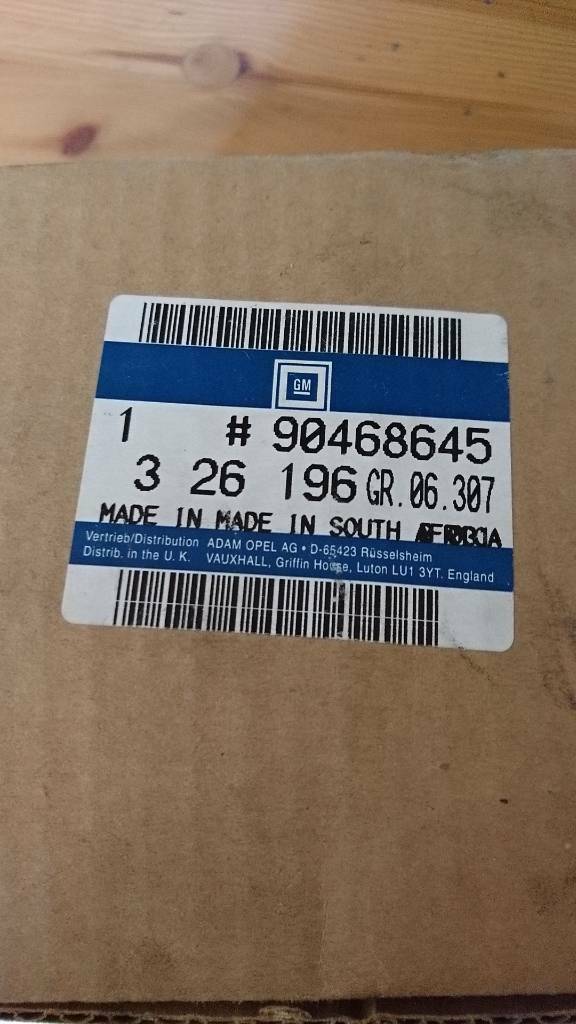 GM
1 # 90468645
3 26 196 GR. 06.307
MADE IN MADE IN SOUTH
Vertrieb/Distribution ADAM OPEL AG • D-65423 Rüsselsheim
Distrib. in the U. K. VAUXHALL, Griffin House, Luton LU1 3YT. England